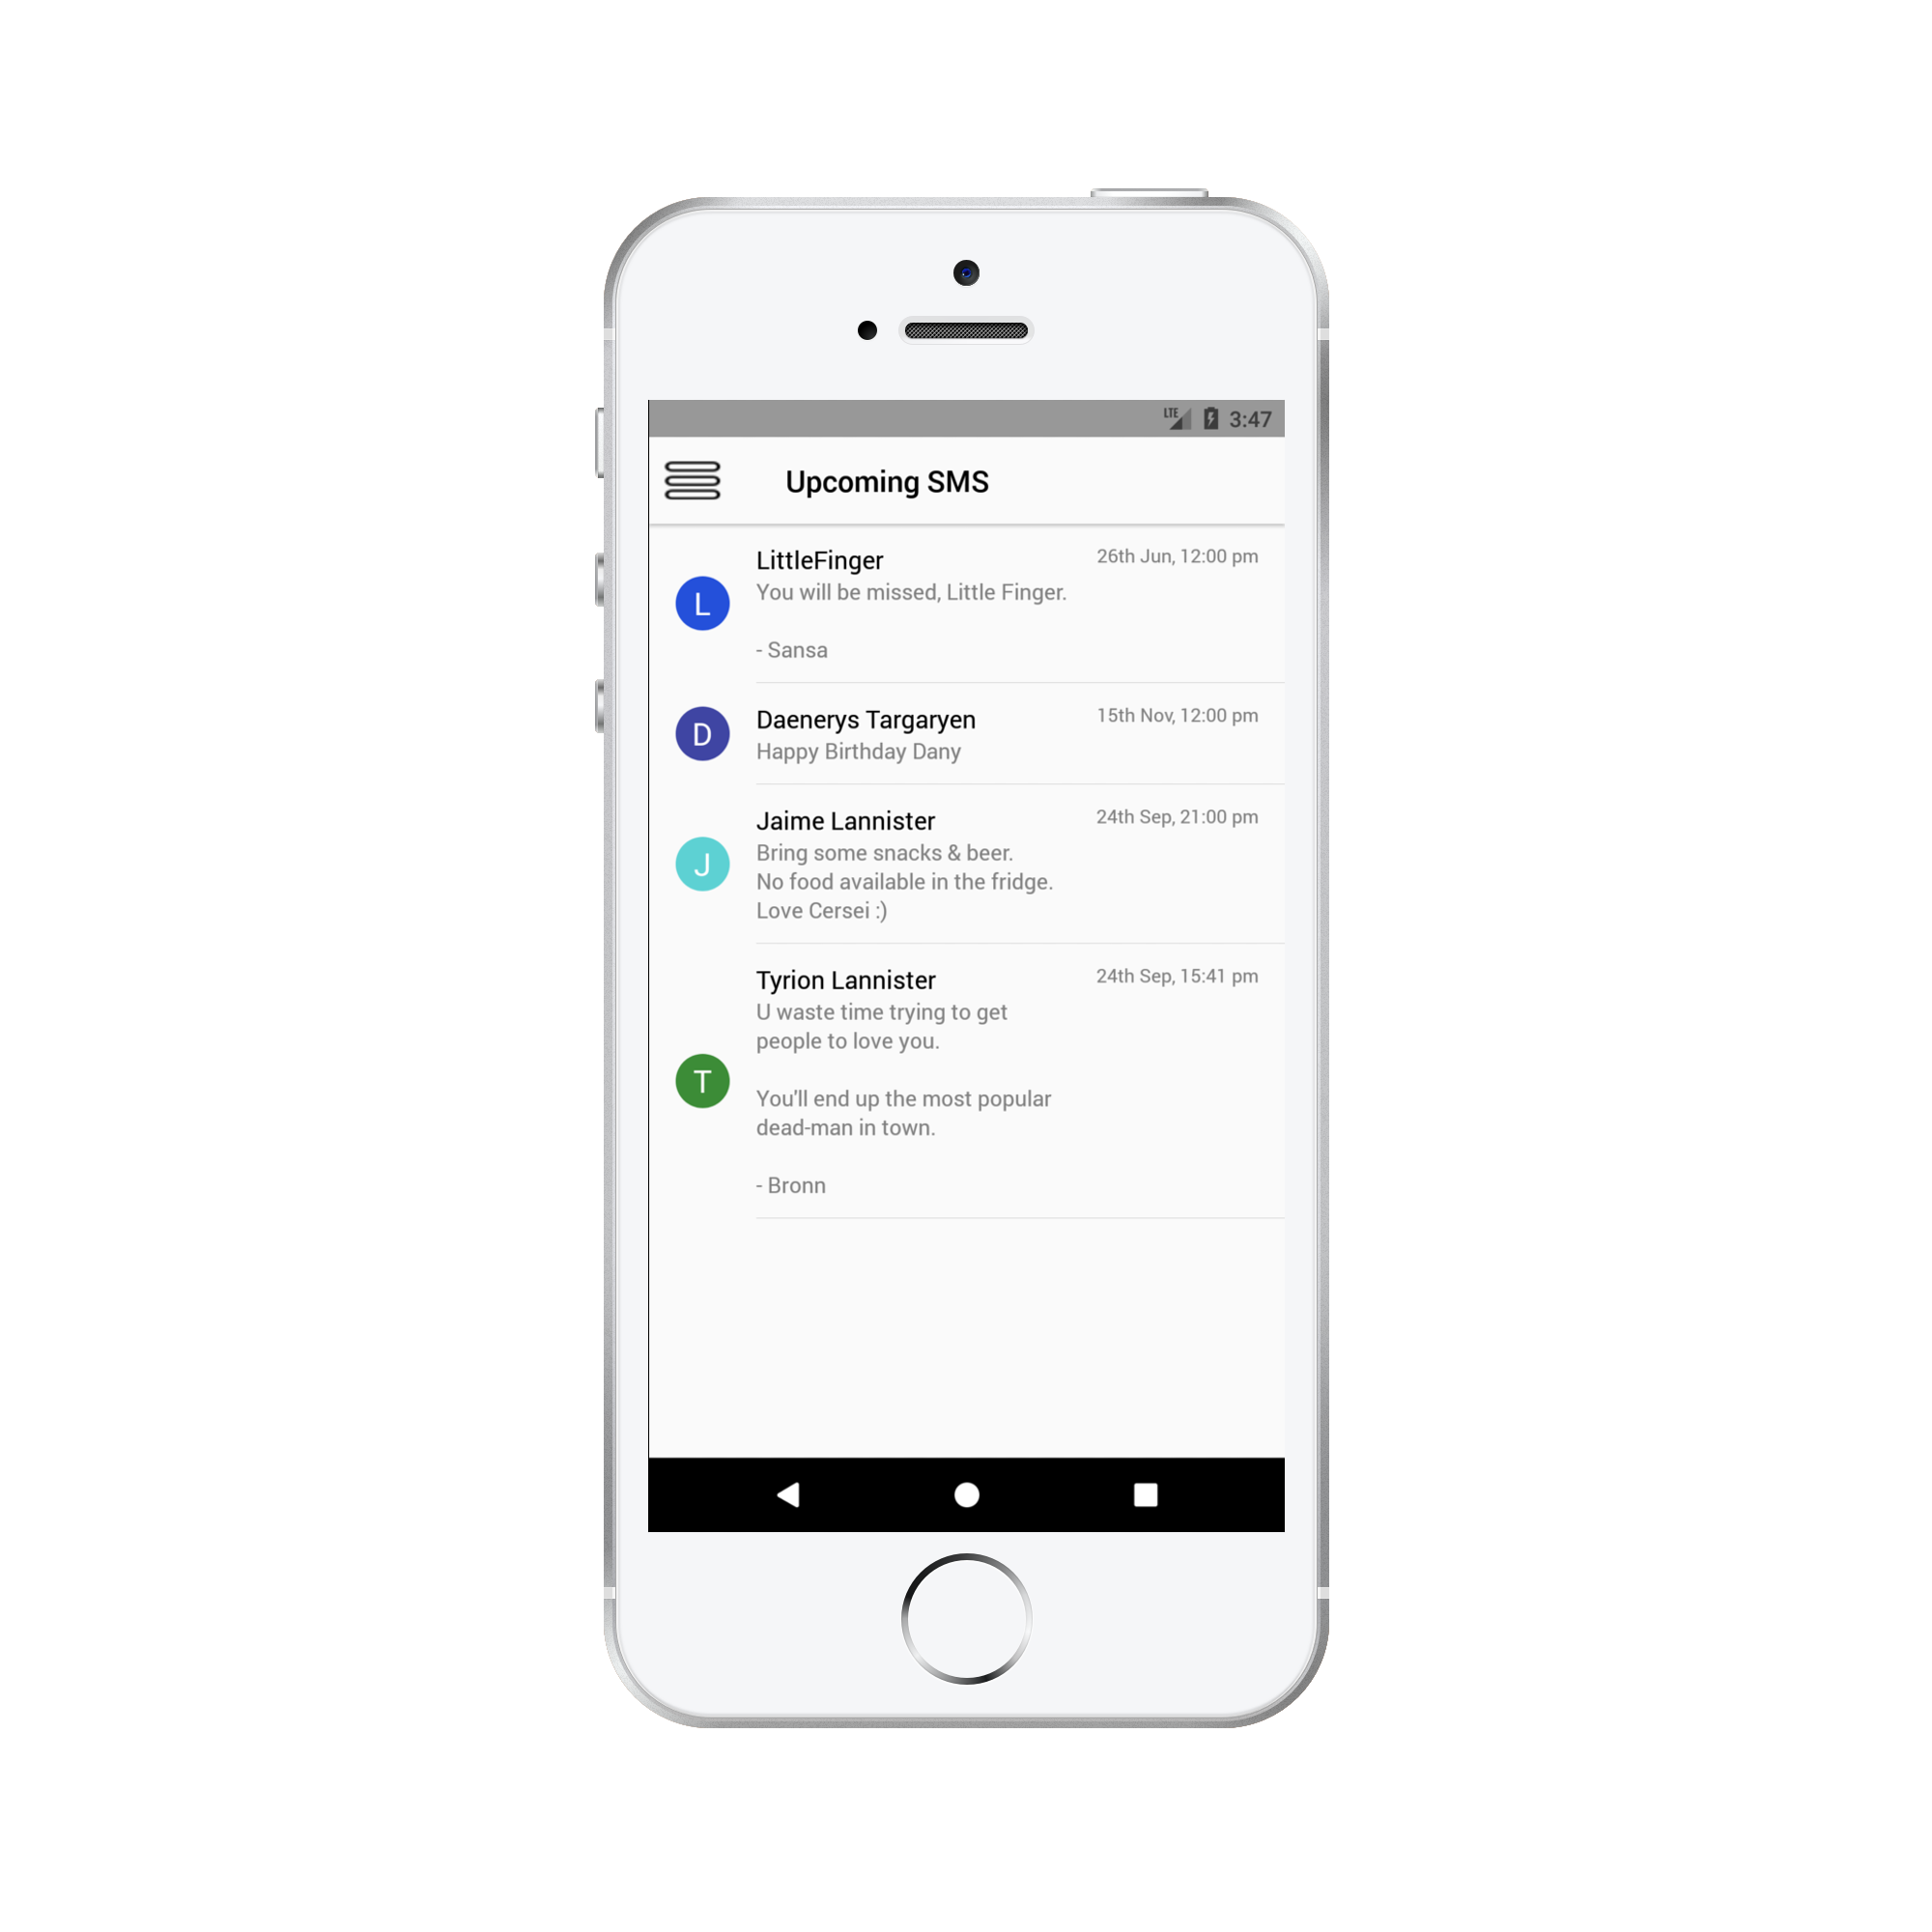 LTE 3:47
Upcoming SMS
LittleFinger 26th Jun, 12:00 pm
L
You will be missed, Little Finger.
- Sansa
Daenerys Targaryen 15th Nov, 12:00 pm
D
Happy Birthday Dany
Jaime Lannister 24th Sep, 21:00 pm
J
Bring some snacks & beer.
No food available in the fridge.
Love Cersei :)
Tyrion Lannister 24th Sep, 15:41 pm
U waste time trying to get
people to love you.
T
You'll end up the most popular
dead-man in town.
- Bronn